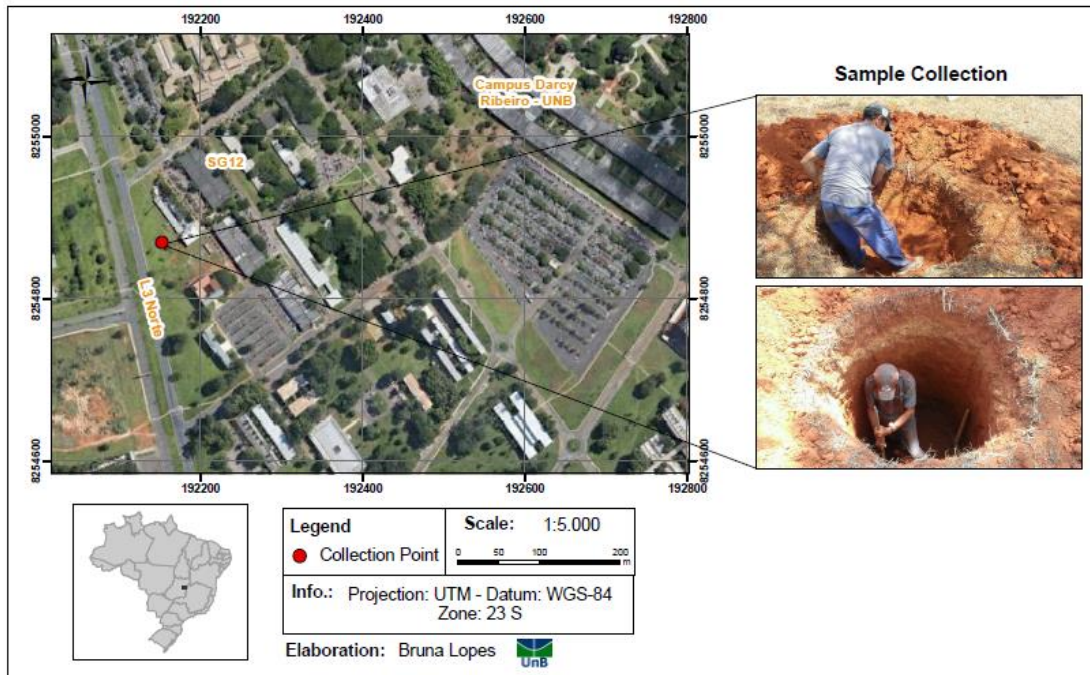 192200 192400 192600 192800
Campus Darcy
Ribeiro - UNB
Sample Collection
8255000 8255000
SG12
L3 Norte
8254800 8254800
8254600 8254600
192200 192400 192600 192800
Legend
Collection Point
Scale: 1:5.000
0 50 100 200
m
Info.: Projection: UTM - Datum: WGS-84
Zone: 23 S
Elaboration: Bruna Lopes
UnB